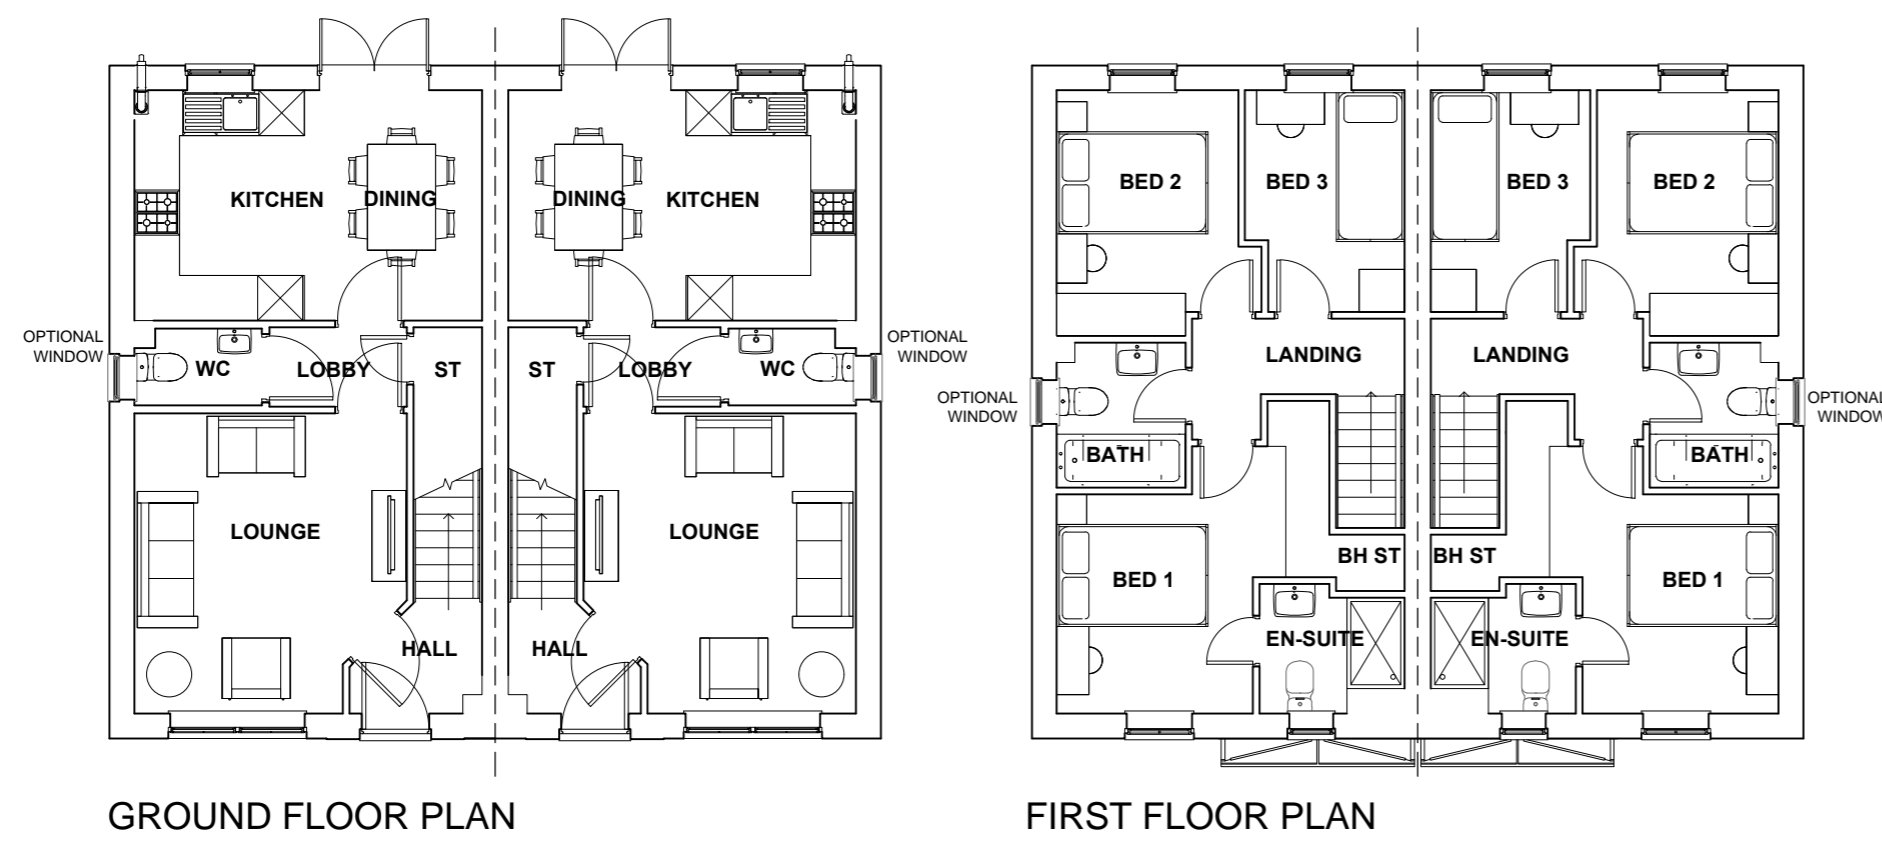 KITCHEN
DINING
DINING
KITCHEN
OPTIONAL
WINDOW
WC
LOBBY
ST
ST
LOBBY
WC
OPTIONAL
WINDOW
LOUNGE
LOUNGE
HALL
HALL
GROUND FLOOR PLAN
BED 2
BED 3
BED 3
BED 2
LANDING
LANDING
OPTIONAL
WINDOW
OPTIONAL
WINDOW
BATH
BATH
BH ST
BH ST
BED 1
BED 1
EN-SUITE
EN-SUITE
FIRST FLOOR PLAN